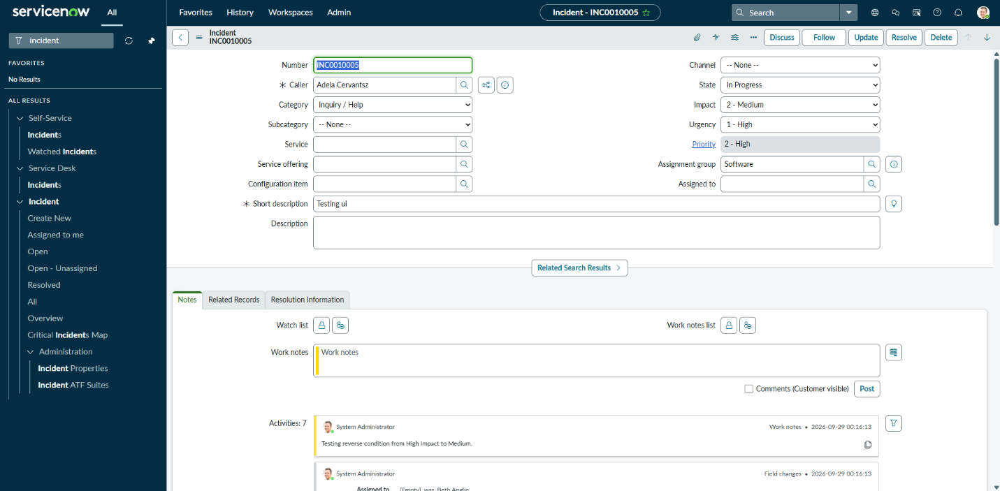 servicenow
All
Favorites
History
Workspaces
Admin
Incident - INC0010005
Search
incident
FAVORITES
No Results
ALL RESULTS
Self-Service
Incidents
Watched Incidents
Service Desk
Incidents
Incident
Create New
Assigned to me
Open
Open - Unassigned
Resolved
All
Overview
Critical Incidents Map
Administration
Incident Properties
Incident ATF Suites
Incident
INC0010005
Discuss
Follow
Update
Resolve
Delete
Number INC0010005
Channel -- None --
Caller Adela Cervantsz
State In Progress
Category Inquiry / Help
Impact 2 - Medium
Subcategory -- None --
Urgency 1 - High
Service
Priority 2 - High
Service offering
Assignment group Software
Configuration item
Assigned to
Short description Testing ui
Description
Related Search Results
Notes
Related Records
Resolution Information
Watch list
Work notes list
Work notes Work notes
Comments (Customer visible) Post
Activities: 7
System Administrator
Work notes • 2026-09-29 00:16:13
Testing reverse condition from High Impact to Medium.
System Administrator
Field changes • 2026-09-29 00:16:13
Assigned to [Empty] was Beth Anglin